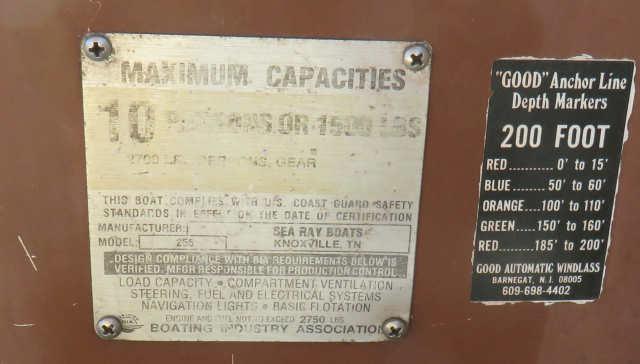 MAXIMUM CAPACITIES
10 PERSONS OR 1500 LBS
2700 LBS. PERSONS, GEAR
THIS BOAT COMPLIES WITH U.S. COAST GUARD SAFETY
STANDARDS IN EFFECT ON THE DATE OF CERTIFICATION
MANUFACTURER: SEA RAY BOATS
MODEL: 255 KNOXVILLE, TN
DESIGN COMPLIANCE WITH BIA REQUIREMENTS BELOW IS
VERIFIED. MFGR RESPONSIBLE FOR PRODUCTION CONTROL.
LOAD CAPACITY • COMPARTMENT VENTILATION
STEERING, FUEL AND ELECTRICAL SYSTEMS
NAVIGATION LIGHTS • BASIC FLOTATION
ENGINE AND FUEL NOT TO EXCEED 2750 LBS
BOATING INDUSTRY ASSOCIATION
"GOOD" Anchor Line
Depth Markers
200 FOOT
RED.......... 0' to 15'
BLUE....... 50' to 60'
ORANGE....100' to 110'
GREEN.....150' to 160'
RED........185' to 200'
GOOD AUTOMATIC WINDLASS
BARNEGAT, N.J. 08005
609-698-4402